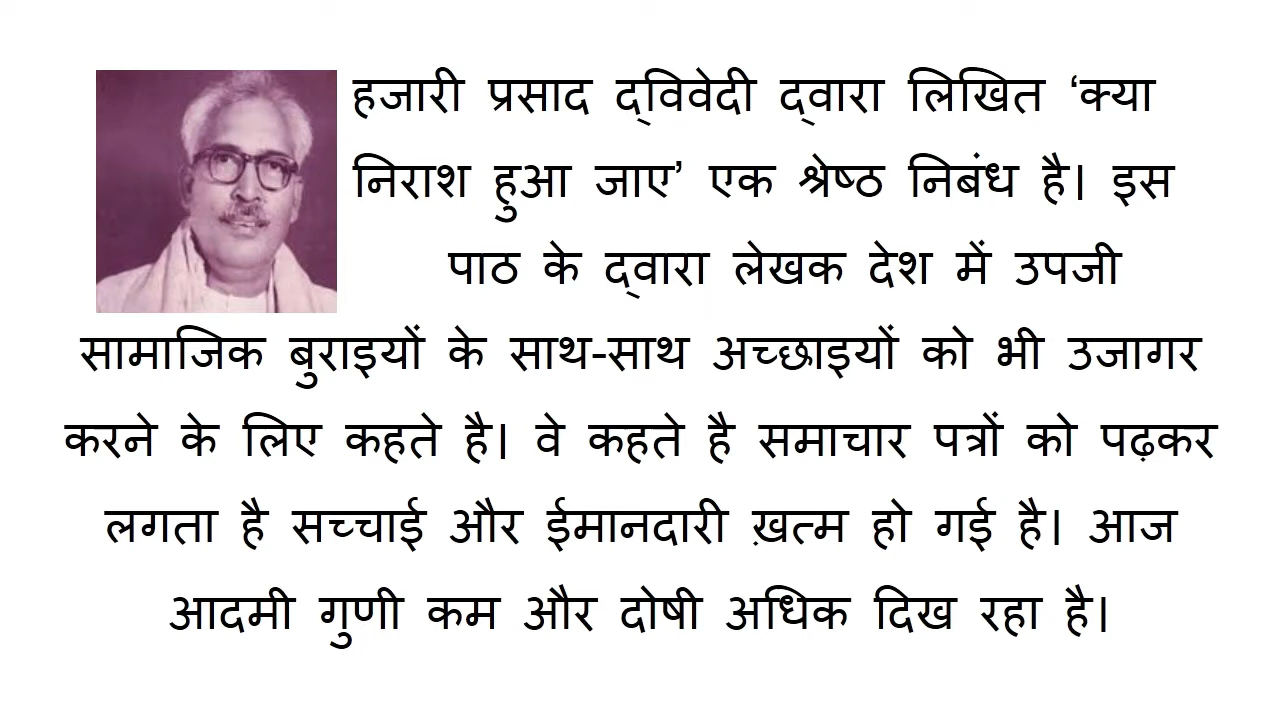 हजारी प्रसाद द्विवेदी द्वारा लिखित ‘क्या
निराश हुआ जाए’ एक श्रेष्ठ निबंध है। इस
पाठ के द्वारा लेखक देश में उपजी
सामाजिक बुराइयों के साथ-साथ अच्छाइयों को भी उजागर
करने के लिए कहते है। वे कहते है समाचार पत्रों को पढ़कर
लगता है सच्चाई और ईमानदारी ख़त्म हो गई है। आज
आदमी गुणी कम और दोषी अधिक दिख रहा है।